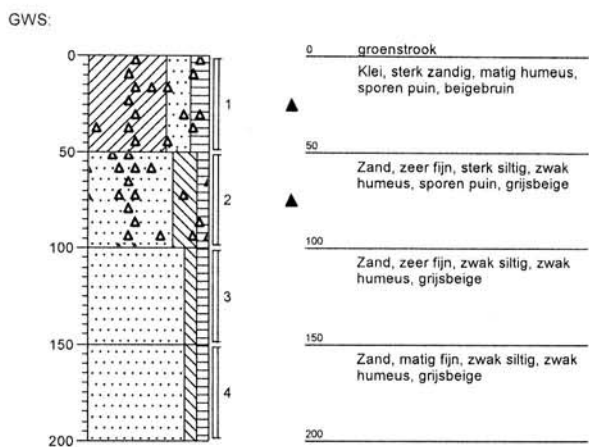 GWS:
0
50
100
150
200
1
2
3
4
0 groenstrook
Klei, sterk zandig, matig humeus,
sporen puin, beigebruin
50
Zand, zeer fijn, sterk siltig, zwak
humeus, sporen puin, grijsbeige
100
Zand, zeer fijn, zwak siltig, zwak
humeus, grijsbeige
150
Zand, matig fijn, zwak siltig, zwak
humeus, grijsbeige
200